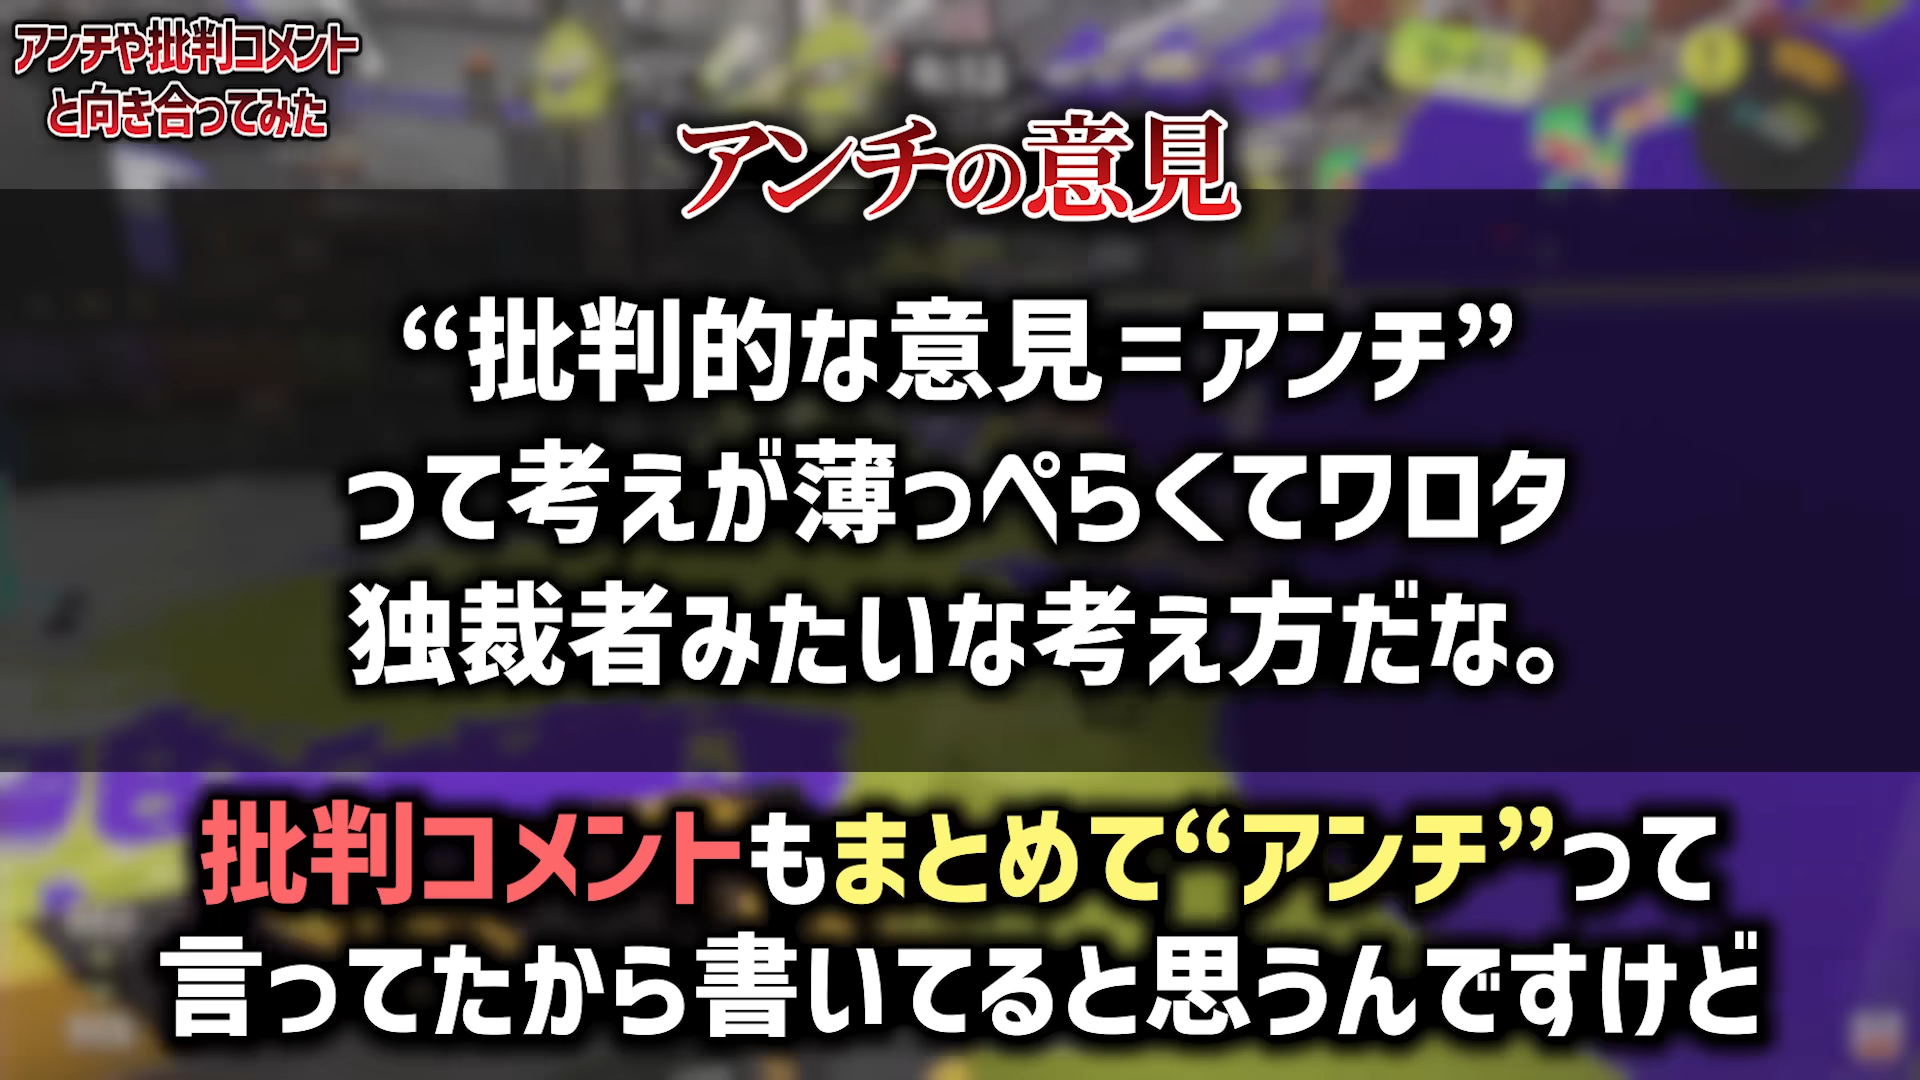 アンチや批判コメント
と向き合ってみた
アンチの意見
“批判的な意見＝アンチ”
って考えが薄っぺらくてワロタ
独裁者みたいな考え方だな。
批判コメントもまとめて“アンチ”って
言ってたから書いてると思うんですけど